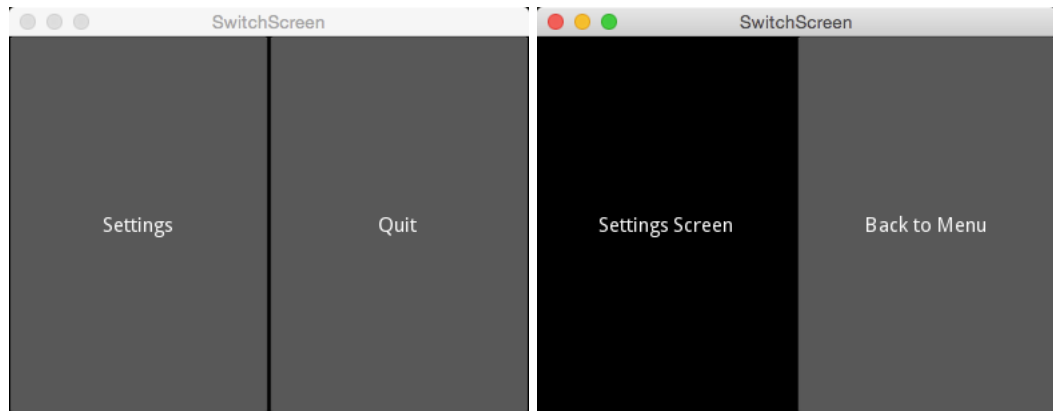 SwitchScreen
Settings
Quit
SwitchScreen
Settings Screen
Back to Menu